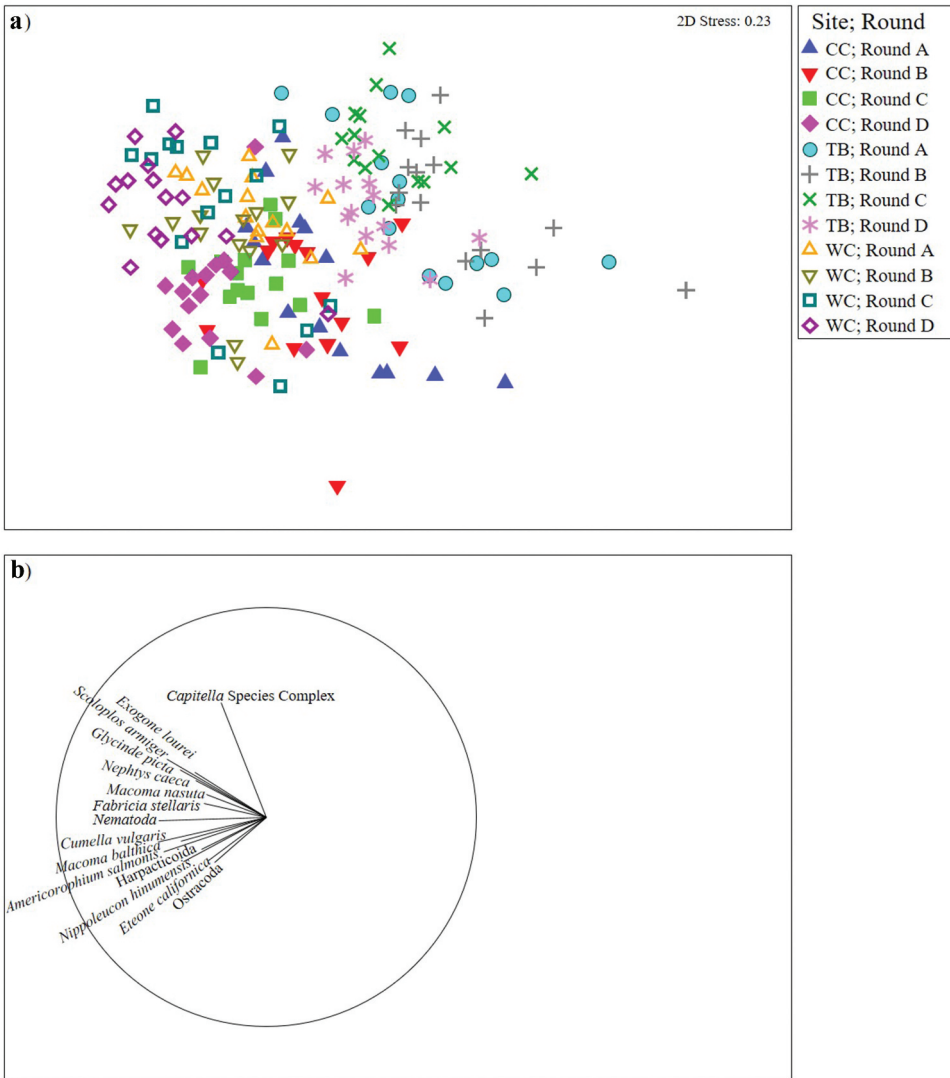 a)
2D Stress: 0.23
Site; Round
CC; Round A
CC; Round B
CC; Round C
CC; Round D
TB; Round A
TB; Round B
TB; Round C
TB; Round D
WC; Round A
WC; Round B
WC; Round C
WC; Round D
b)
Capitella Species Complex
Exogone lourei
Scoloplos armiger
Glycinde picta
Nephtys caeca
Macoma nasuta
Fabricia stellaris
Nematoda
Cumella vulgaris
Macoma balthica
Americorophium salmonis
Harpacticoida
Nippoleucon hinumensis
Eteone californica
Ostracoda